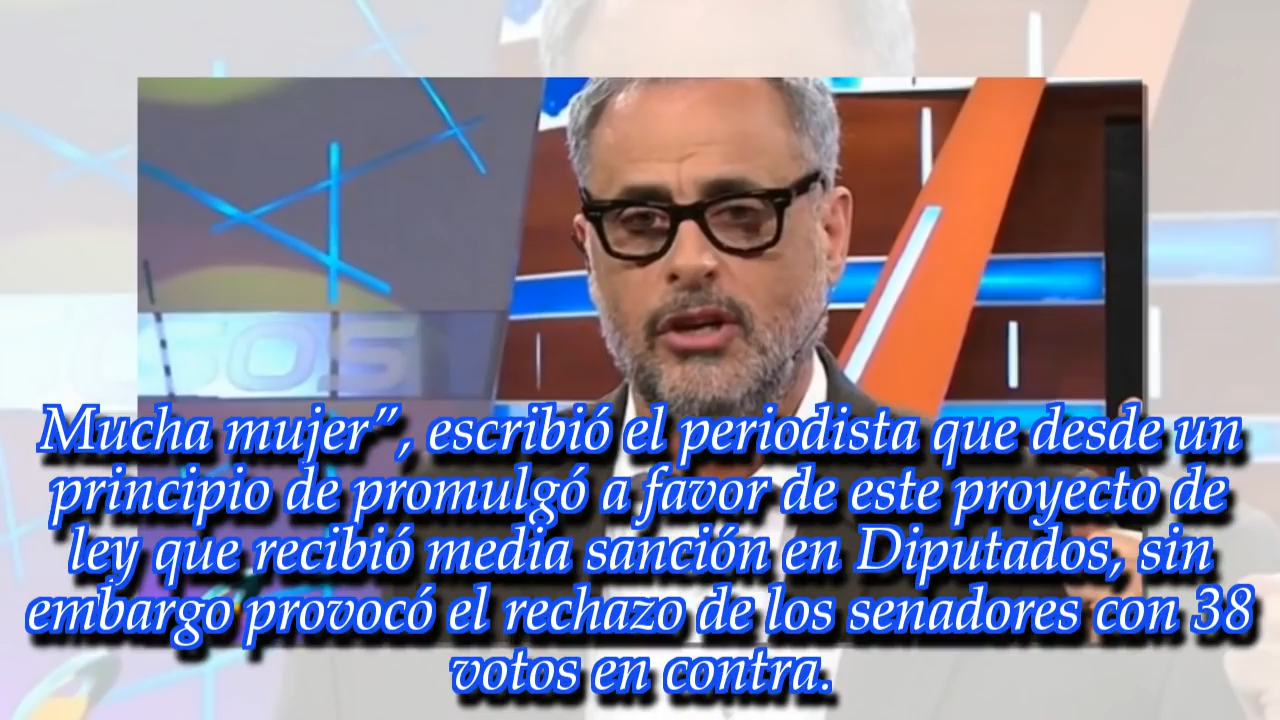 GOS
Mucha mujer”, escribió el periodista que desde un
principio de promulgó a favor de este proyecto de
ley que recibió media sanción en Diputados, sin
embargo provocó el rechazo de los senadores con 38
votos en contra.